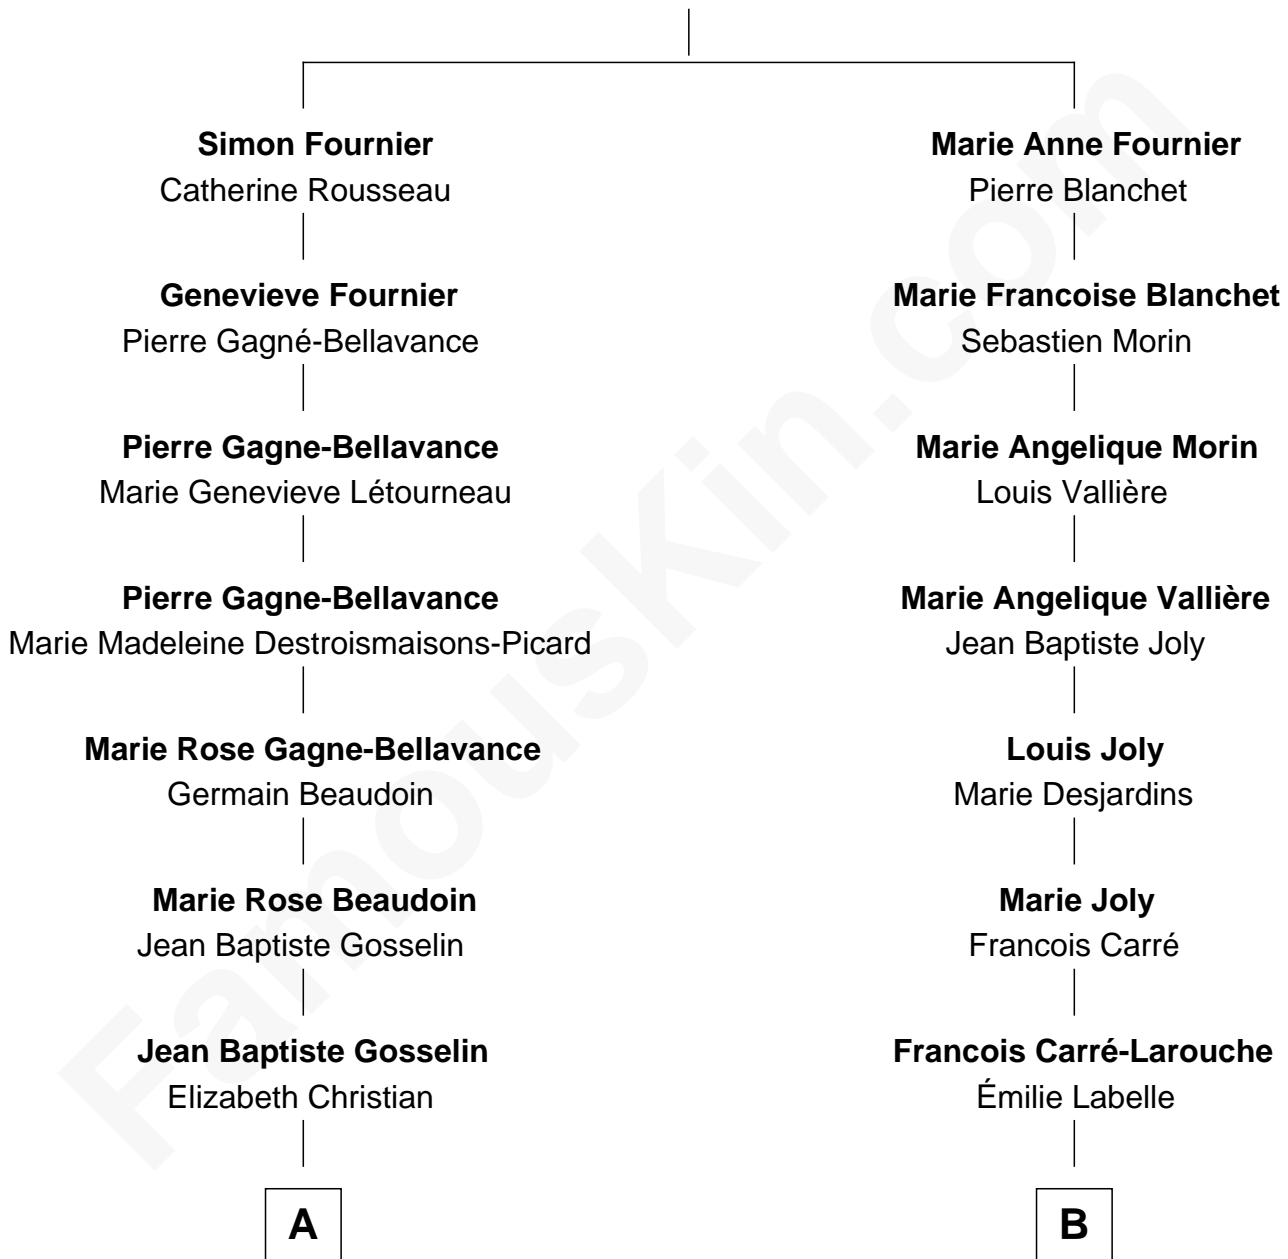 Simon Fournier
Catherine Rousseau
Genevieve Fournier
Pierre Gagné-Bellavance
Pierre Gagne-Bellavance
Marie Genevieve Létourneau
Pierre Gagne-Bellavance
Marie Madeleine Destroismaisons-Picard
Marie Rose Gagne-Bellavance
Germain Beaudoin
Marie Rose Beaudoin
Jean Baptiste Gosselin
Jean Baptiste Gosselin
Elizabeth Christian
A
Marie Anne Fournier
Pierre Blanchet
Marie Francoise Blanchet
Sebastien Morin
Marie Angelique Morin
Louis Vallière
Marie Angelique Vallière
Jean Baptiste Joly
Louis Joly
Marie Desjardins
Marie Joly
Francois Carré
Francois Carré-Larouche
Émilie Labelle
B
FamousKin.com